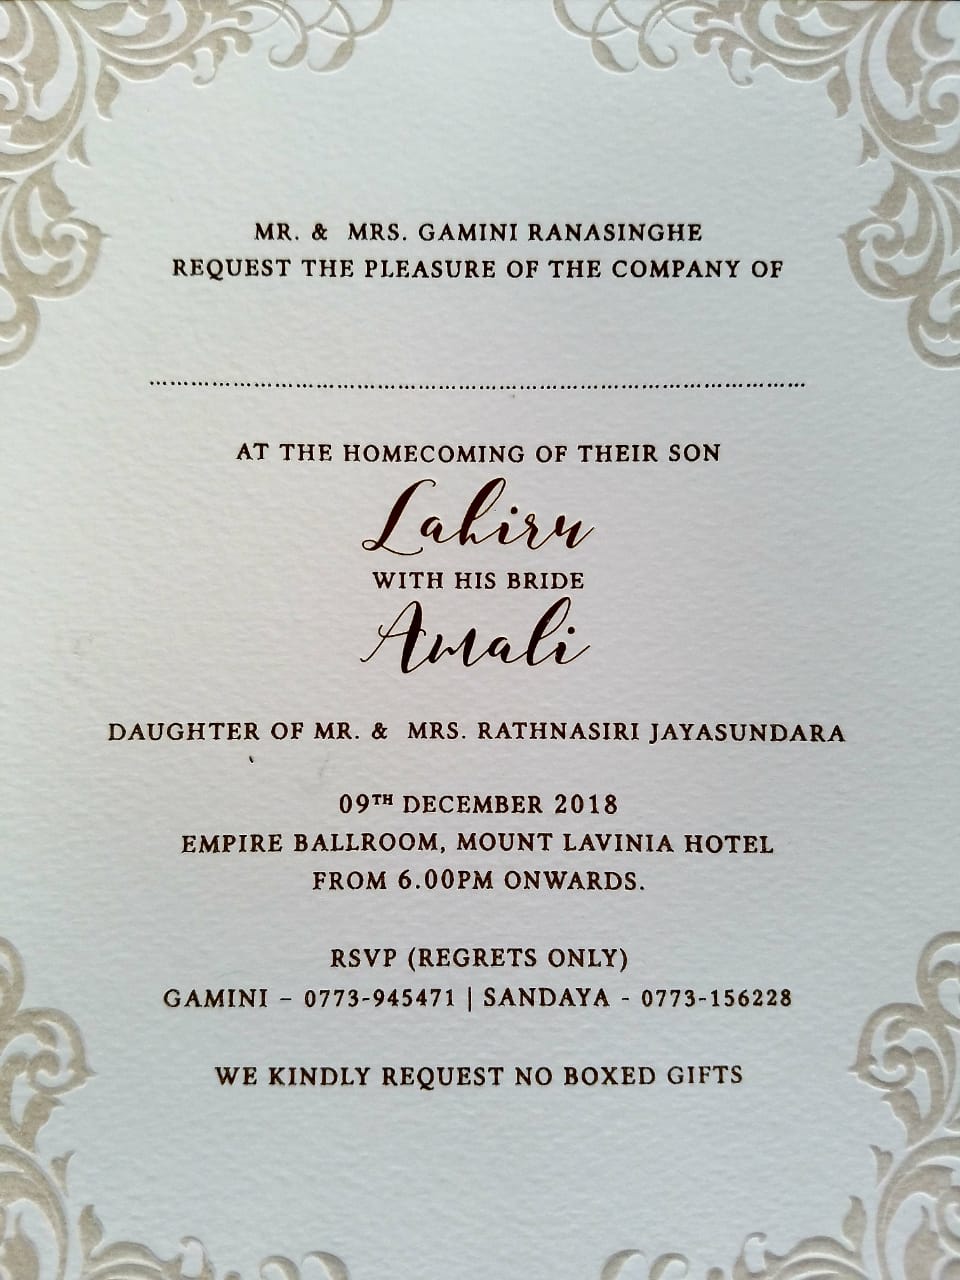 MR. & MRS. GAMINI RANASINGHE
REQUEST THE PLEASURE OF THE COMPANY OF
................................................................................................
AT THE HOMECOMING OF THEIR SON
Lahiru
WITH HIS BRIDE
Amali
DAUGHTER OF MR. & MRS. RATHNASIRI JAYASUNDARA
09TH DECEMBER 2018
EMPIRE BALLROOM, MOUNT LAVINIA HOTEL
FROM 6.00PM ONWARDS.
RSVP (REGRETS ONLY)
GAMINI – 0773-945471 | SANDAYA - 0773-156228
WE KINDLY REQUEST NO BOXED GIFTS